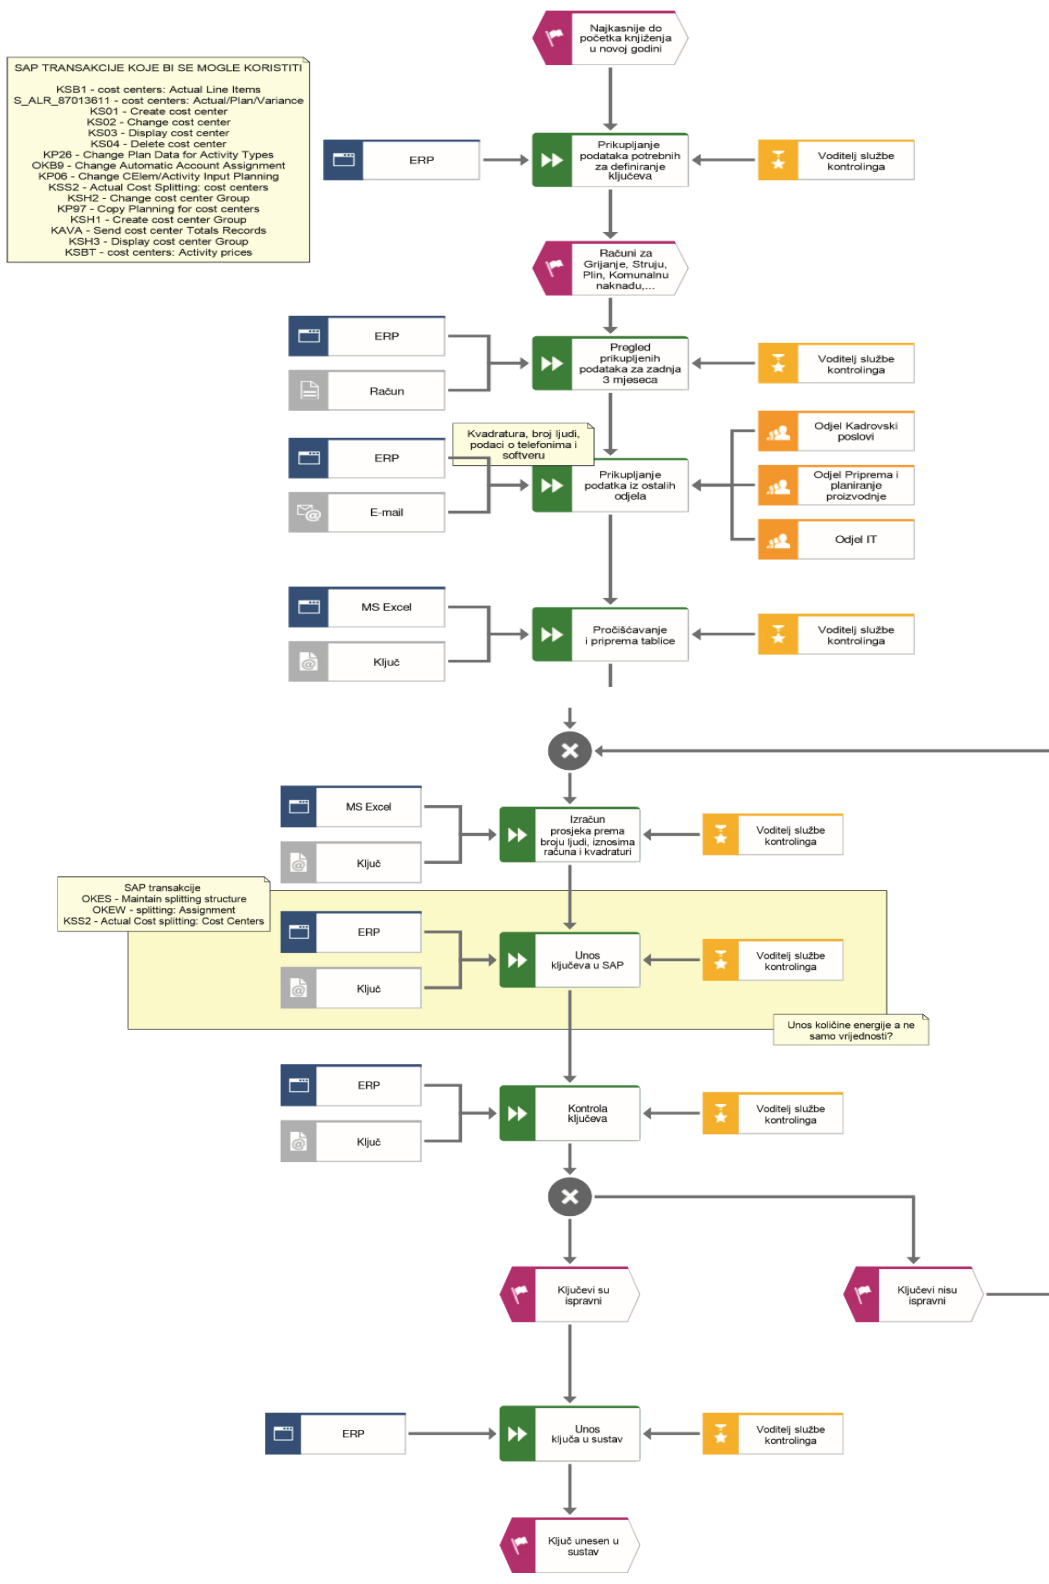 Najkasnije do
početka knjiženja
u novoj godini
SAP TRANSAKCIJE KOJE BI SE MOGLE KORISTITI
KSB1 - cost centers: Actual Line Items
S_ALR_87013611 - cost centers: Actual/Plan/Variance
KS01 - Create cost center
KS02 - Change cost center
KS03 - Display cost center
KS04 - Delete cost center
KP26 - Change Plan Data for Activity Types
OKB9 - Change Automatic Account Assignment
KP06 - Change CElem/Activity Input Planning
KSS2 - Actual Cost Splitting: cost centers
KSH2 - Change cost center Group
KP97 - Copy Planning for cost centers
KSH1 - Create cost center Group
KAVA - Send cost center Totals Records
KSH3 - Display cost center Group
KSBT - cost centers: Activity prices
ERP
Prikupljanje
podataka potrebnih
za definiranje
ključeva
Voditelj službe
kontrolinga
Računi za
Grijanje, Struju,
Plin, Komunalnu
naknadu,...
ERP
Račun
Pregled
prikupljenih
podataka za zadnja
3 mjeseca
Voditelj službe
kontrolinga
Kvadratura, broj ljudi,
podaci o telefonima i
softveru
ERP
E-mail
Prikupljanje
podatka iz ostalih
odjela
Odjel Kadrovski
poslovi
Odjel Priprema i
planiranje
proizvodnje
Odjel IT
MS Excel
Ključ
Pročišćavanje
i priprema tablice
Voditelj službe
kontrolinga
MS Excel
Ključ
Izračun
prosjeka prema
broju ljudi, iznosima
računa i kvadraturi
Voditelj službe
kontrolinga
SAP transakcije
OKES - Maintain splitting structure
OKEW - splitting: Assignment
KSS2 - Actual Cost splitting: Cost Centers
ERP
Ključ
Unos
ključeva u SAP
Voditelj službe
kontrolinga
Unos količine energije a ne
samo vrijednosti?
ERP
Ključ
Kontrola
ključeva
Voditelj službe
kontrolinga
Ključevi su
ispravni
Ključevi nisu
ispravni
ERP
Unos
ključa u sustav
Voditelj službe
kontrolinga
Ključ unesen u
sustav